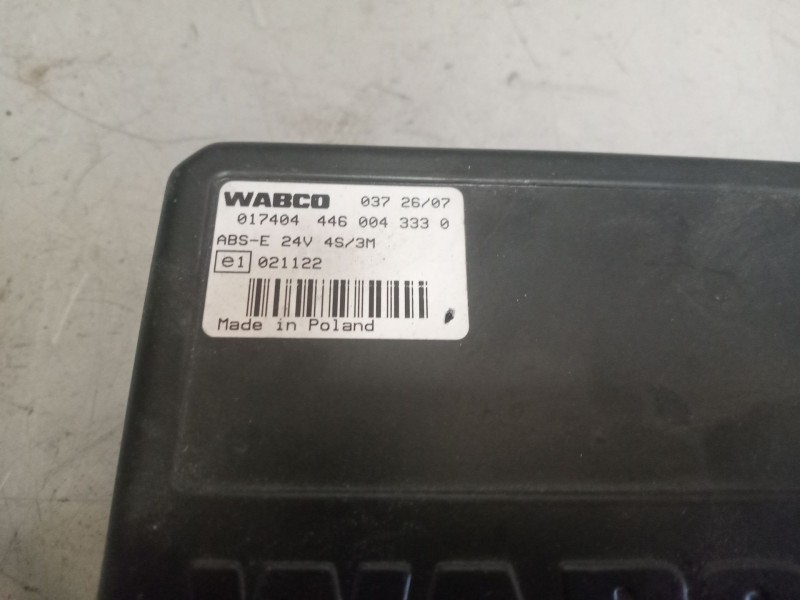 WABCO 037 26/07
017404 446 004 333 0
ABS-E 24V 4S/3M
e1 021122
Made in Poland